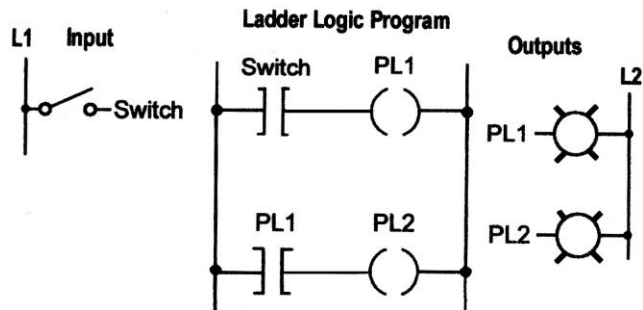 Ladder Logic Program
L1
Input
Outputs
L2
Switch
PL1
Switch
PL1
PL1
PL2
PL2